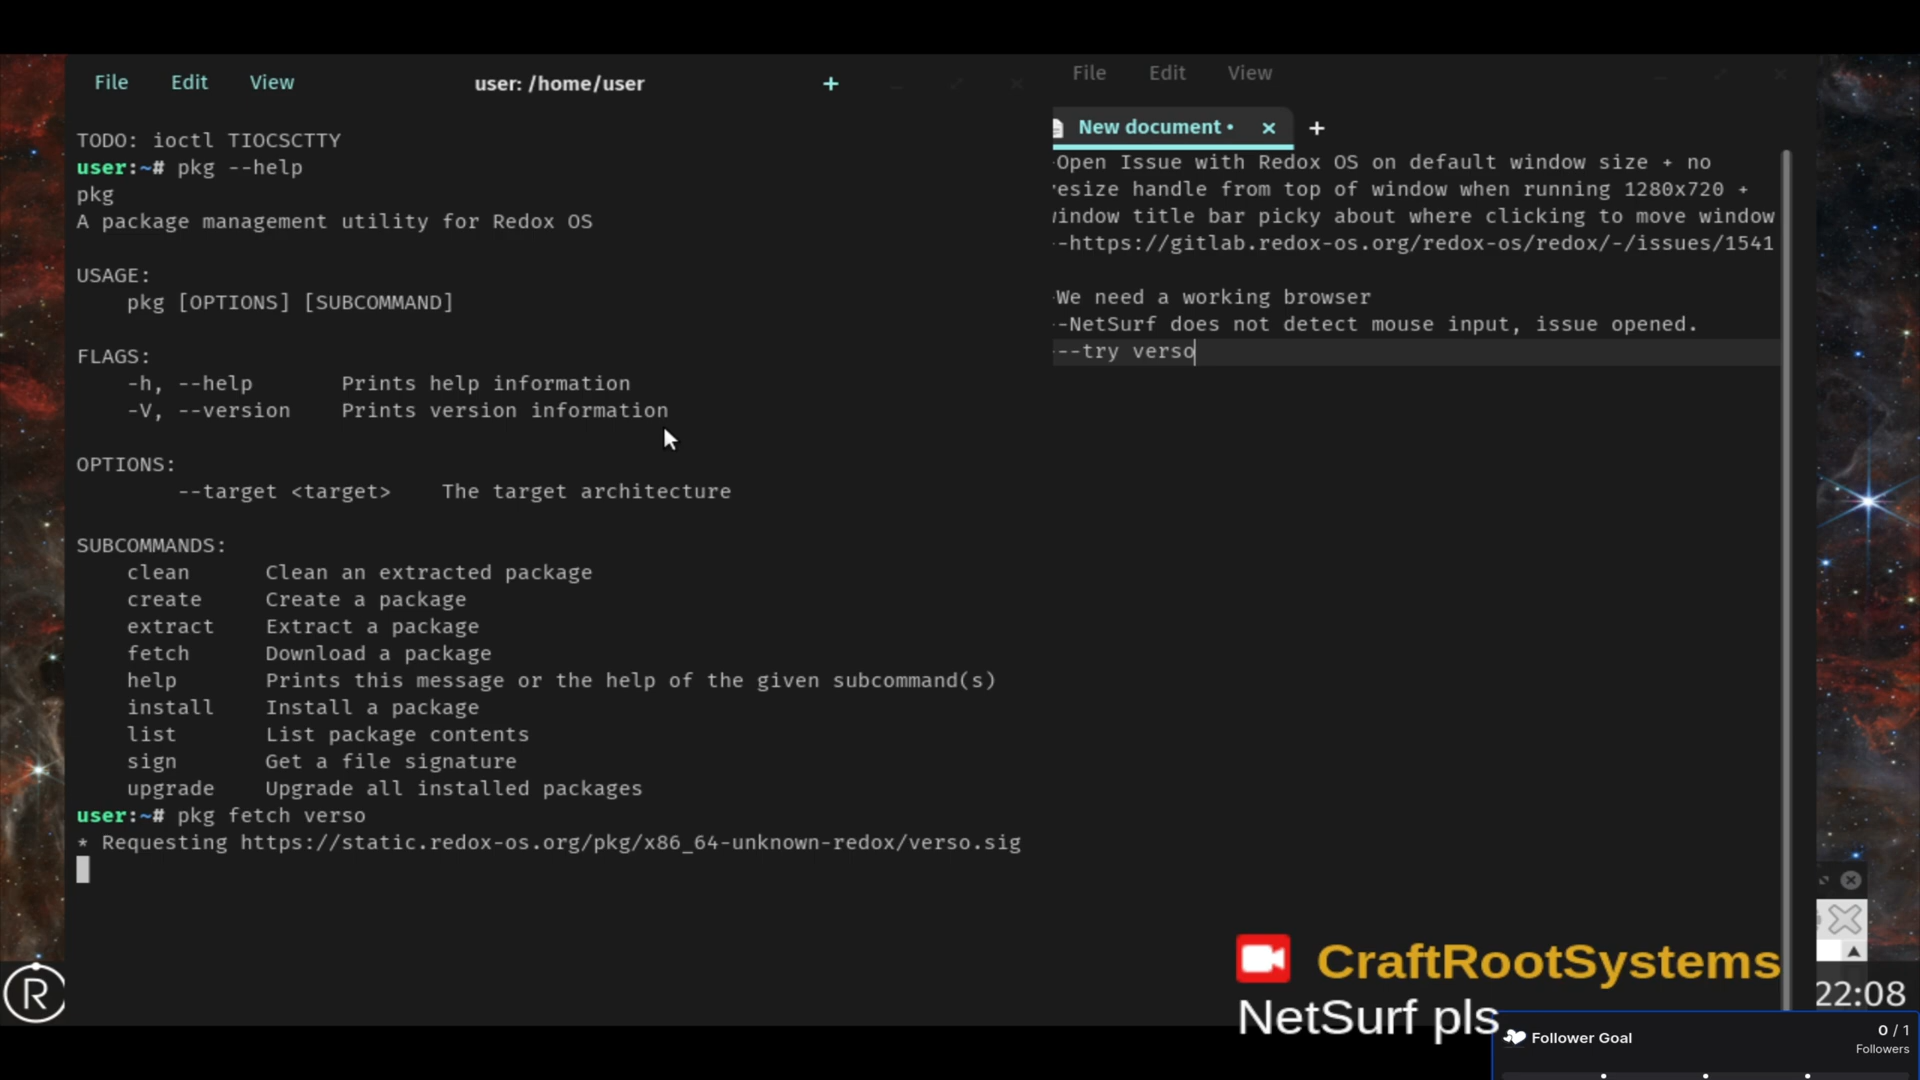 File Edit View user: /home/user +
TODO: ioctl TIOCSCTTY
user:~# pkg --help
pkg
A package management utility for Redox OS
USAGE:
pkg [OPTIONS] [SUBCOMMAND]
FLAGS:
-h, --help Prints help information
-V, --version Prints version information
OPTIONS:
--target <target> The target architecture
SUBCOMMANDS:
clean Clean an extracted package
create Create a package
extract Extract a package
fetch Download a package
help Prints this message or the help of the given subcommand(s)
install Install a package
list List package contents
sign Get a file signature
upgrade Upgrade all installed packages
user:~# pkg fetch verso
* Requesting https://static.redox-os.org/pkg/x86_64-unknown-redox/verso.sig
File Edit View
New document • × +
-Open Issue with Redox OS on default window size + no
resize handle from top of window when running 1280x720 +
window title bar picky about where clicking to move window
--https://gitlab.redox-os.org/redox-os/redox/-/issues/1541
-We need a working browser
--NetSurf does not detect mouse input, issue opened.
---try verso
CraftRootSystems
NetSurf pls
R
22:08
Follower Goal
0 / 1
Followers